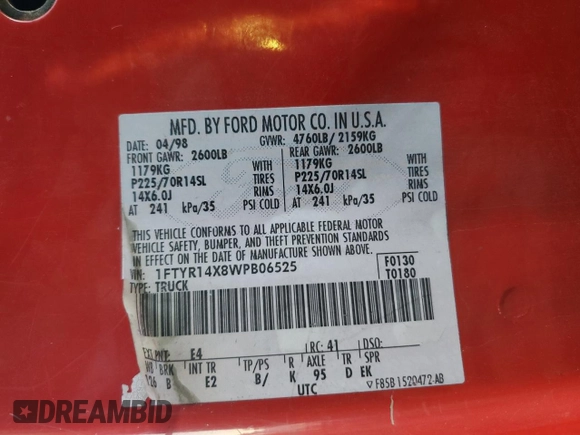 MFD. BY FORD MOTOR CO. IN U.S.A.
DATE: 04/98 GVWR: 4760LB/ 2159KG
FRONT GAWR: 2600LB REAR GAWR: 2600LB
1179KG WITH 1179KG WITH
P225/70R14SL TIRES P225/70R14SL TIRES
14X6.0J RIMS 14X6.0J RIMS
AT 241 kPa/35 PSI COLD AT 241 kPa/35 PSI COLD
THIS VEHICLE CONFORMS TO ALL APPLICABLE FEDERAL MOTOR
VEHICLE SAFETY, BUMPER, AND THEFT PREVENTION STANDARDS
IN EFFECT ON THE DATE OF MANUFACTURE SHOWN ABOVE.
VIN: 1FTYR14X8WPB06525 F0130
TYPE: TRUCK T0180
EXT PNT: E4 RC: 41 DSO:
WB BRK INT TR TP/PS R AXLE TR SPR
126 B E2 B/ K 95 D EK
UTC F85B 1520472 AB
DREAMBID